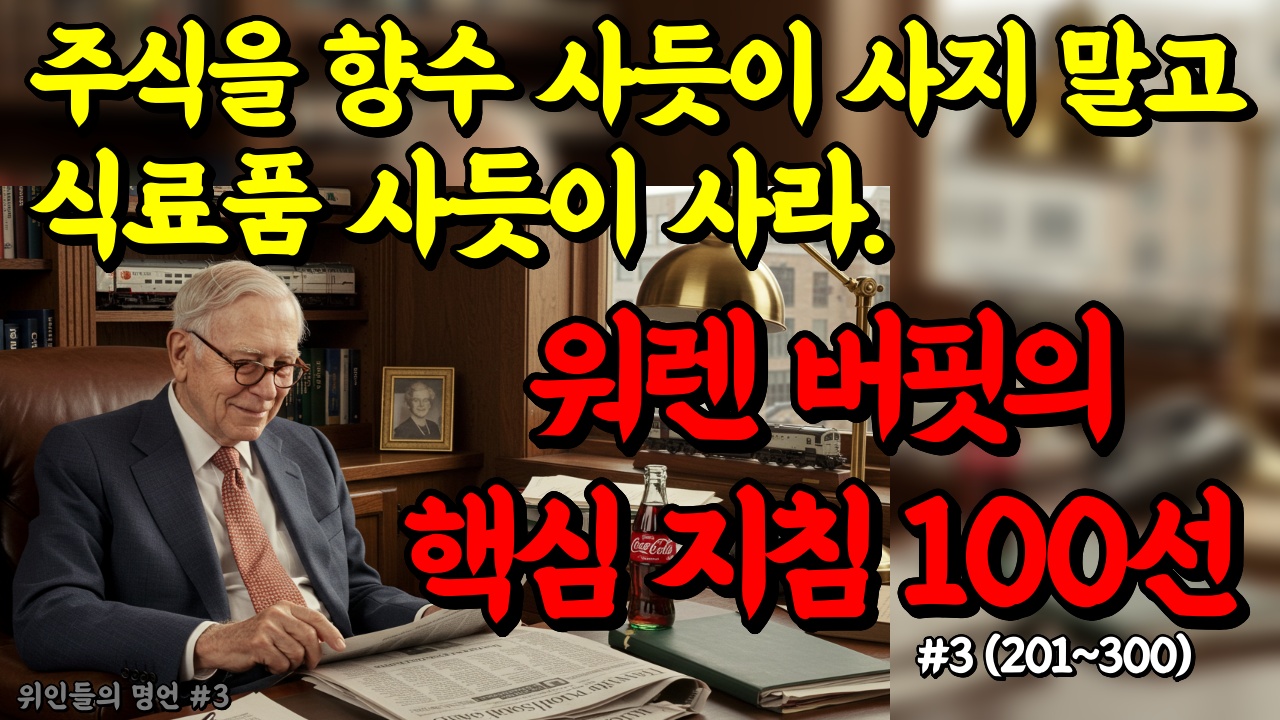 주식을 향수 사듯이 사지 말고
식료품 사듯이 사라.
워렌 버핏의
핵심 지침 100선
Coca-Cola
#3 (201~300)
위인들의 명언 #3